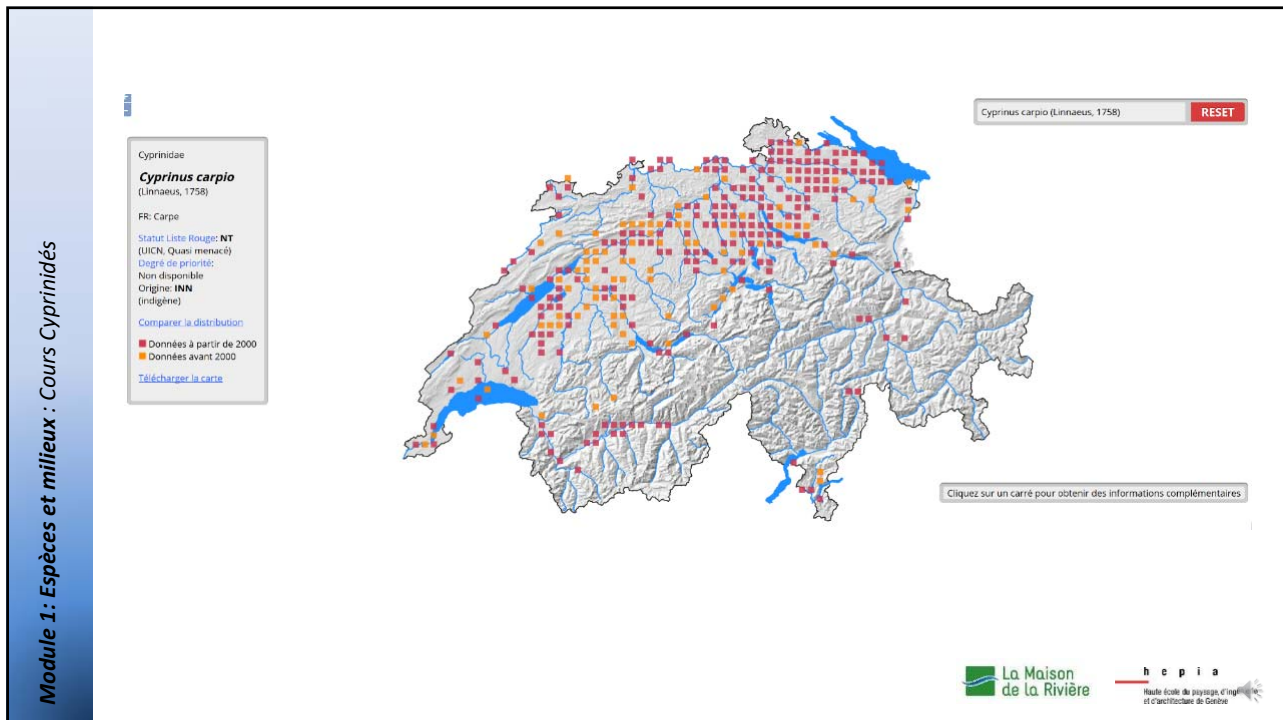 Module 1: Espèces et milieux : Cours Cyprinidés
Cyprinus carpio (Linnaeus, 1758)
RESET
Cyprinidae
Cyprinus carpio
(Linnaeus, 1758)
FR: Carpe
Statut Liste Rouge: NT
(UICN, Quasi menacé)
Degré de priorité:
Non disponible
Origine: INN
(indigène)
Comparer la distribution
Données à partir de 2000
Données avant 2000
Télécharger la carte
Cliquez sur un carré pour obtenir des informations complémentaires
La Maison
de la Rivière
h e p i a
Haute école du paysage, d'ingénierie
et d'architecture de Genève